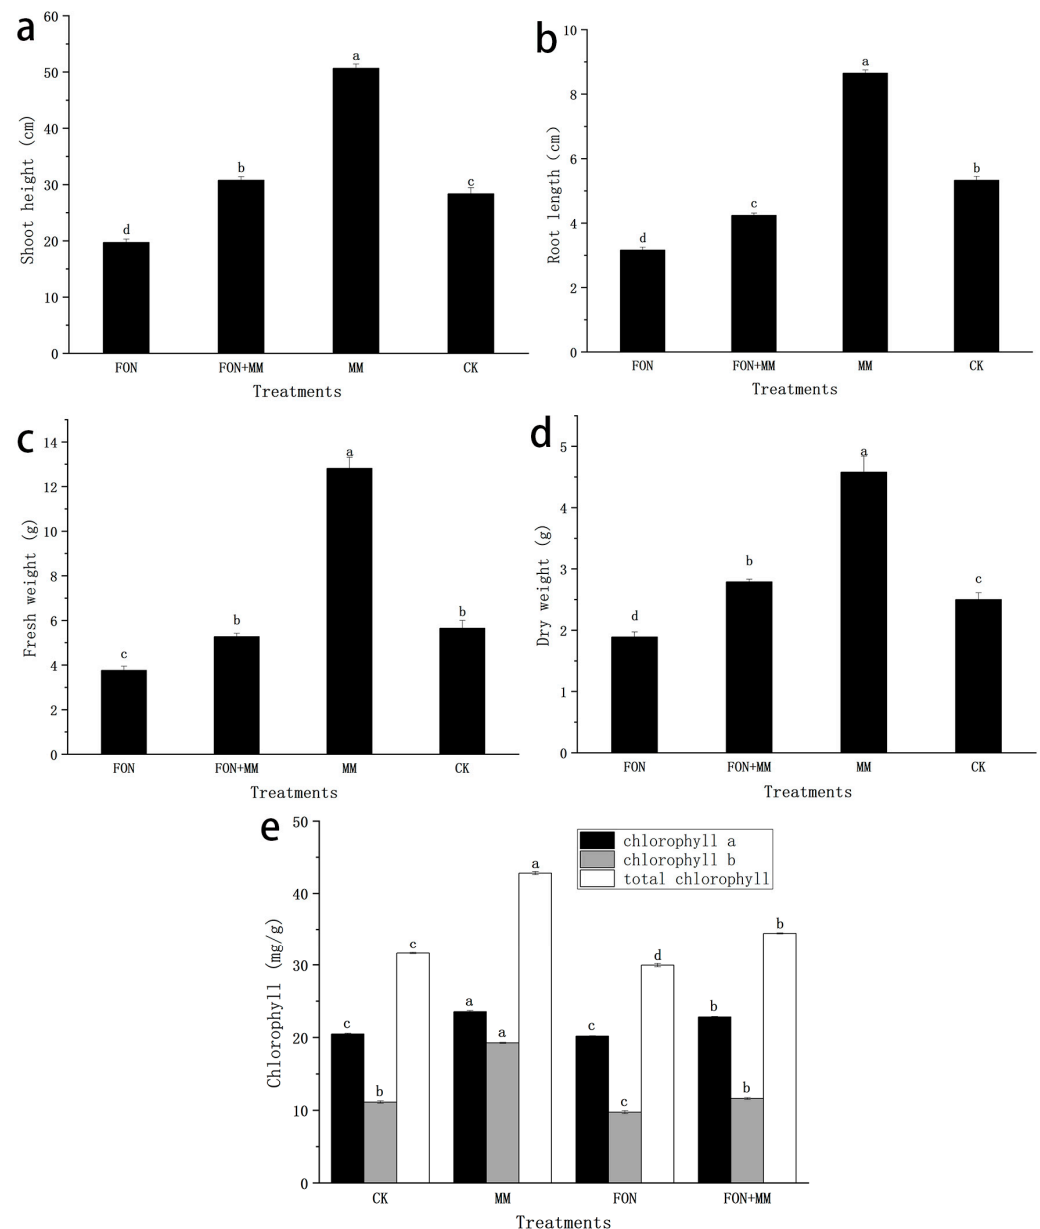 a
60
50
40
30
20
10
0
Shoot height (cm)
d
b
a
c
FON FON+MM MM CK
Treatments
b
10
8
6
4
2
0
Root length (cm)
d
c
a
b
FON FON+MM MM CK
Treatments
c
14
12
10
8
6
4
2
0
Fresh weight (g)
c
b
a
b
FON FON+MM MM CK
Treatments
d
5
4
3
2
1
0
Dry weight (g)
d
b
a
c
FON FON+MM MM CK
Treatments
e
50
40
30
20
10
0
Chlorophyll (mg/g)
chlorophyll a
chlorophyll b
total chlorophyll
c
b
c
a
a
a
c
c
d
b
b
b
CK MM FON FON+MM
Treatments